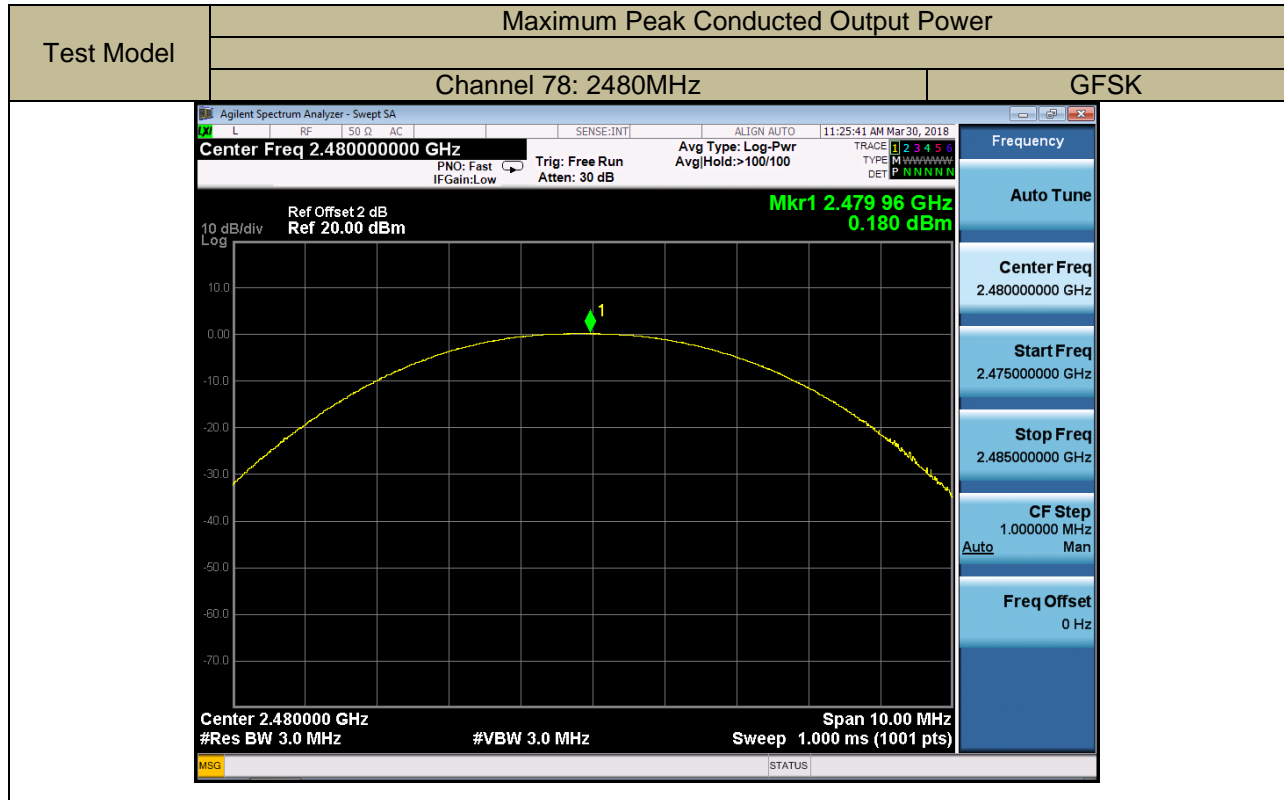 Maximum Peak Conducted Output Power
Test Model
Channel 78: 2480MHz GFSK
Agilent Spectrum Analyzer - Swept SA
LXI L RF 50 Ω AC SENSE:INT ALIGN AUTO 11:25:41 AM Mar 30, 2018
Center Freq 2.480000000 GHz
PNO: Fast
IFGain:Low
Trig: Free Run
Atten: 30 dB
Avg Type: Log-Pwr
Avg|Hold:>100/100
TRACE 1 2 3 4 5 6
TYPE M WWWWW
DET P N N N N N
Frequency
Mkr1 2.479 96 GHz
0.180 dBm
Ref Offset 2 dB
10 dB/div Ref 20.00 dBm
Log
10.0
0.00
-10.0
-20.0
-30.0
-40.0
-50.0
-60.0
-70.0
1
Center 2.480000 GHz Span 10.00 MHz
#Res BW 3.0 MHz #VBW 3.0 MHz Sweep 1.000 ms (1001 pts)
Auto Tune
Center Freq
2.480000000 GHz
Start Freq
2.475000000 GHz
Stop Freq
2.485000000 GHz
CF Step
1.000000 MHz
Auto Man
Freq Offset
0 Hz
MSG STATUS